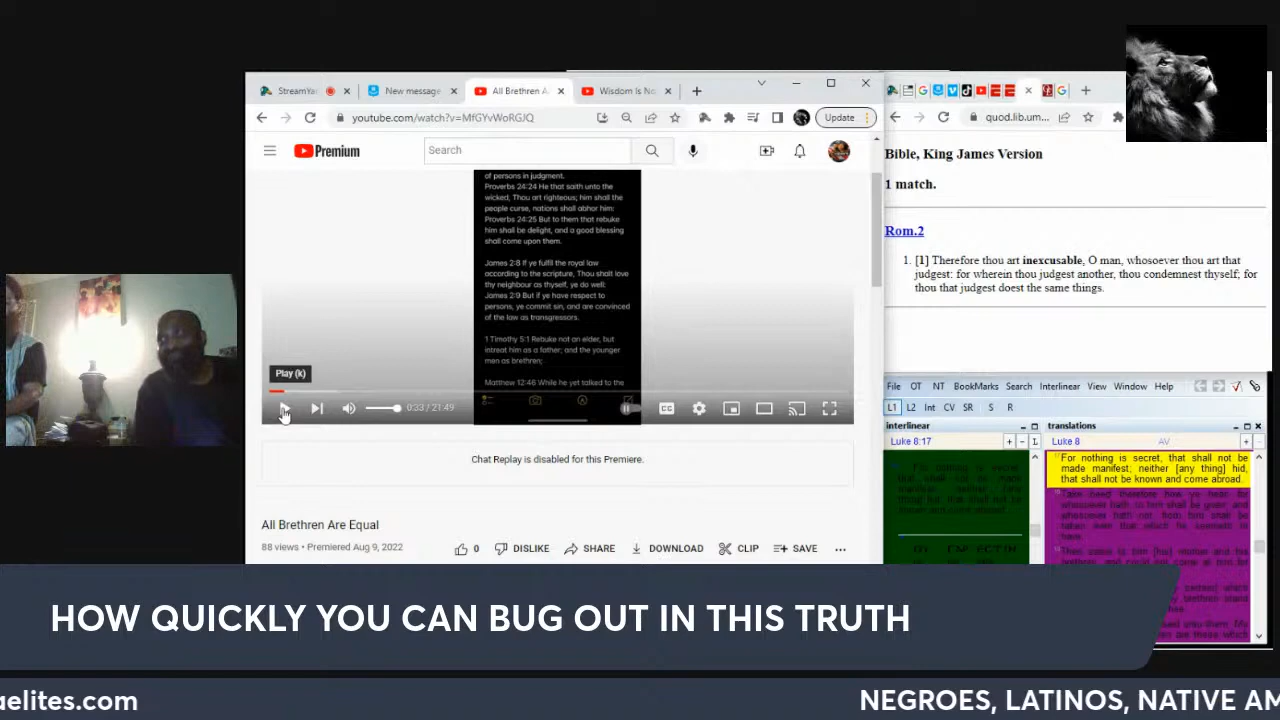 StreamYa
New message
All Brethren A
Wisdom Is No
youtube.com/watch?v=MfGYvWoRGJQ
Update
quod.lib.um...
Premium
Search
of persons in judgment.
Proverbs 24:24 He that saith unto the
wicked, Thou art righteous; him shall the
people curse, nations shall abhor him:
Proverbs 24:25 But to them that rebuke
him shall be delight, and a good blessing
shall come upon them.
James 2:8 If ye fulfil the royal law
according to the scripture, Thou shalt love
thy neighbour as thyself, ye do well:
James 2:9 But if ye have respect to
persons, ye commit sin, and are convinced
of the law as transgressors.
1 Timothy 5:1 Rebuke not an elder, but
intreat him as a father; and the younger
men as brethren;
Matthew 12:46 While he yet talked to the
Play (k)
0:33 / 21:49
CC
Chat Replay is disabled for this Premiere.
All Brethren Are Equal
88 views • Premiered Aug 9, 2022
0
DISLIKE
SHARE
DOWNLOAD
CLIP
SAVE
Bible, King James Version
1 match.
Rom.2
1. [1] Therefore thou art inexcusable, O man, whosoever thou art that
judgest: for wherein thou judgest another, thou condemnest thyself; for
thou that judgest doest the same things.
File OT NT BookMarks Search Interlinear View Window Help
L1 L2 Int CV SR S R
interlinear
Luke 8:17
translations
Luke 8 AV
For nothing is secret, that shall not be
made manifest; neither [any thing] hid,
that shall not be known and come abroad.
HOW QUICKLY YOU CAN BUG OUT IN THIS TRUTH
aelites.com
NEGROES, LATINOS, NATIVE AM